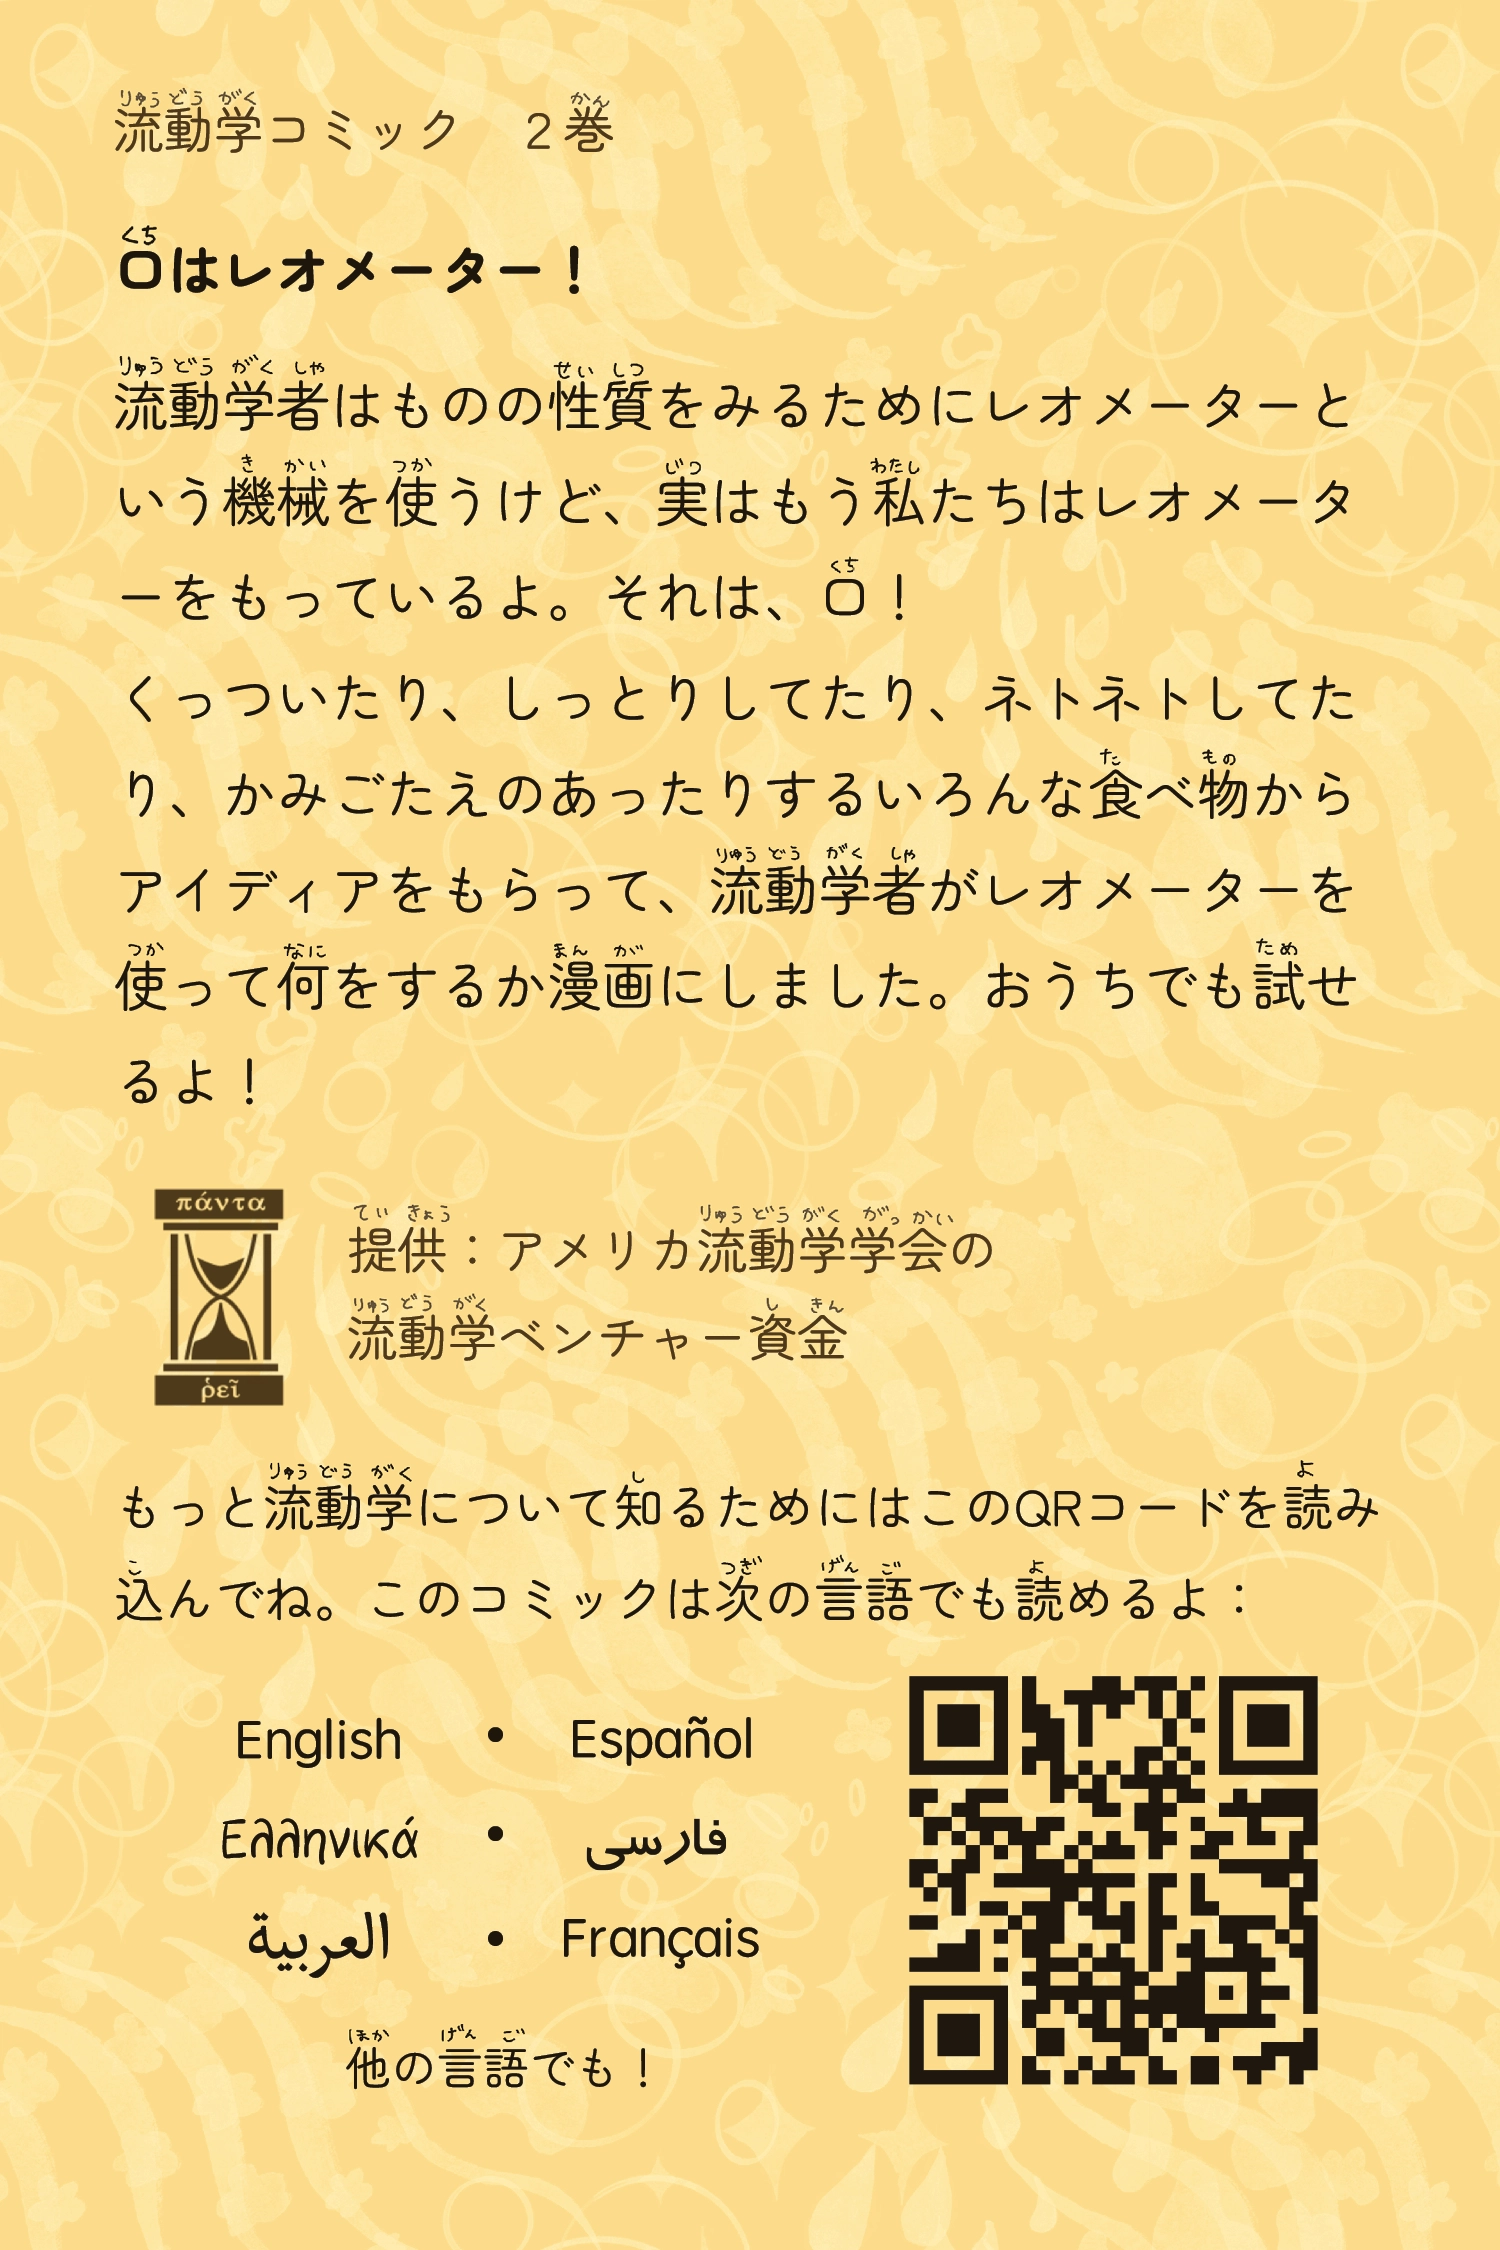 流動学コミック　２巻
口はレオメーター！
流動学者はものの性質をみるためにレオメーターと
いう機械を使うけど、実はもう私たちはレオメータ
ーをもっているよ。それは、口！
くっついたり、しっとりしてたり、ネトネトしてた
り、かみごたえのあったりするいろんな食べ物から
アイディアをもらって、流動学者がレオメーターを
使って何をするか漫画にしました。おうちでも試せ
るよ！
πάντα
ῥεῖ
提供：アメリカ流動学学会の
流動学ベンチャー資金
もっと流動学について知るためにはこのQRコードを読み
込んでね。このコミックは次の言語でも読めるよ：
English • Español
Ελληνικά • فارسی
العربية • Français
他の言語でも！